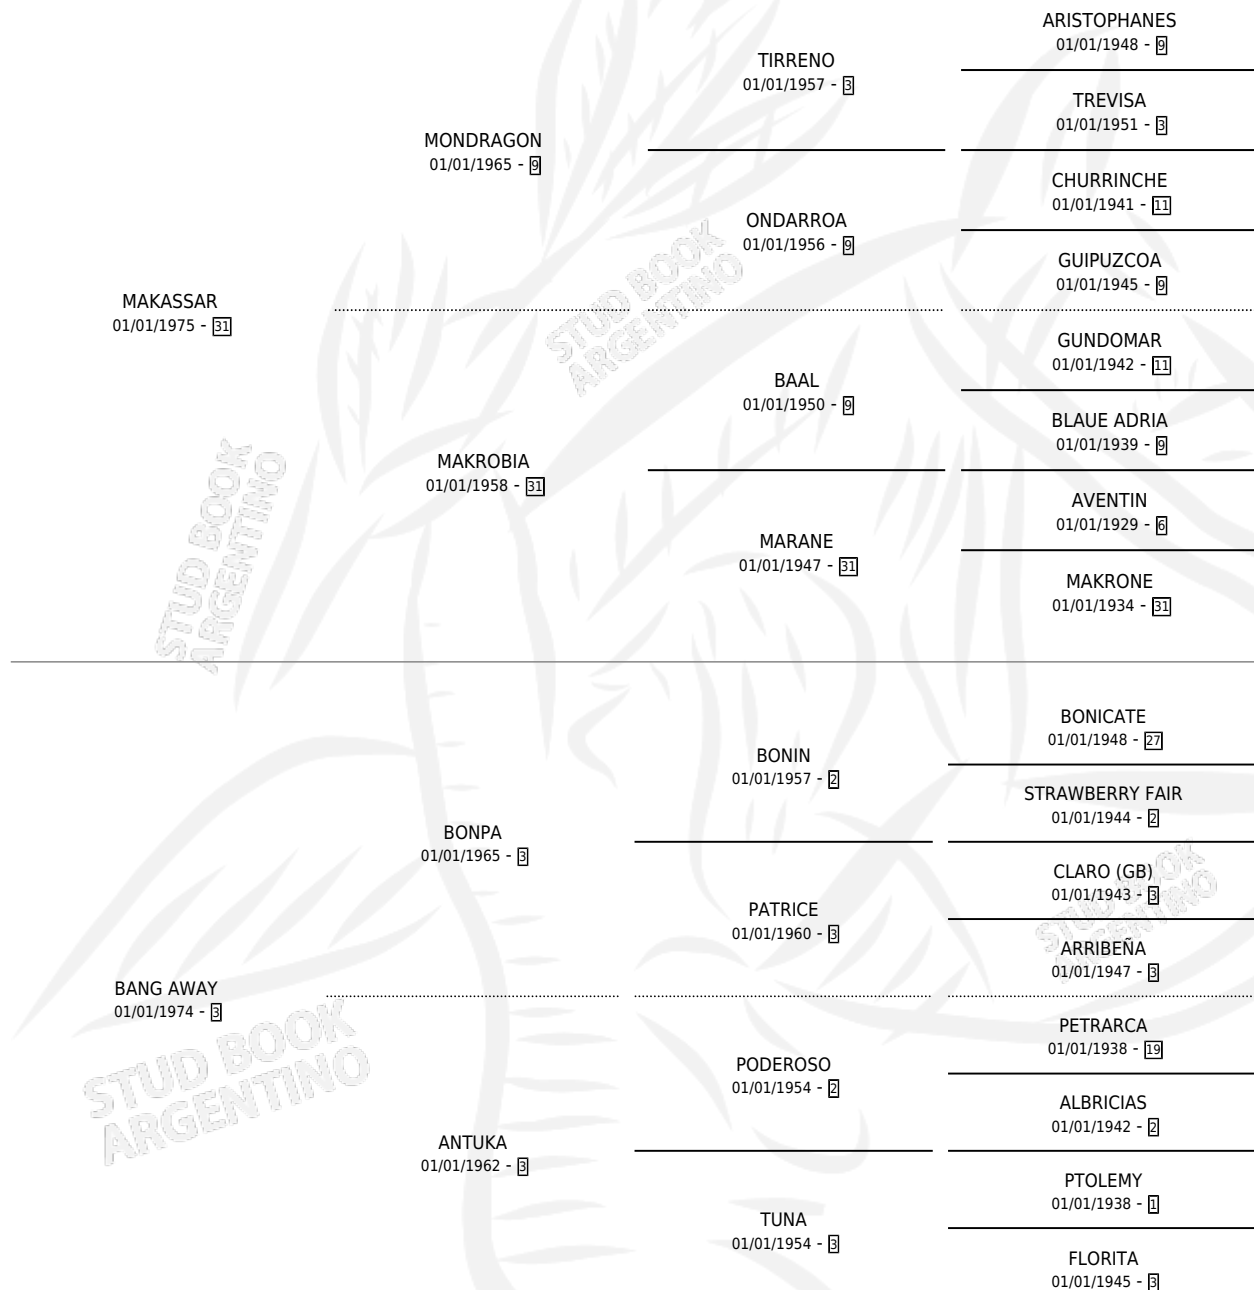 ARISTOPHANES
01/01/1948 - 9
TIRRENO
01/01/1957 - 3
TREVISA
01/01/1951 - 3
MONDRAGON
01/01/1965 - 9
CHURRINCHE
01/01/1941 - 11
ONDARROA
01/01/1956 - 9
GUIPUZCOA
01/01/1945 - 9
MAKASSAR
01/01/1975 - 31
STUD BOOK
ARGENTINO
GUNDOMAR
01/01/1942 - 11
BAAL
01/01/1950 - 9
BLAUE ADRIA
01/01/1939 - 9
MAKROBIA
01/01/1958 - 31
AVENTIN
01/01/1929 - 6
MARANE
01/01/1947 - 31
MAKRONE
01/01/1934 - 31
STUD BOOK
ARGENTINO
BONICATE
01/01/1948 - 27
BONIN
01/01/1957 - 2
STRAWBERRY FAIR
01/01/1944 - 2
BONPA
01/01/1965 - 3
CLARO (GB)
01/01/1943 - 3
PATRICE
01/01/1960 - 3
ARRIBEÑA
01/01/1947 - 3
STUD BOOK
ARGENTINO
BANG AWAY
01/01/1974 - 3
PETRARCA
01/01/1938 - 19
PODEROSO
01/01/1954 - 2
ALBRICIAS
01/01/1942 - 2
STUD BOOK
ARGENTINO
ANTUKA
01/01/1962 - 3
PTOLEMY
01/01/1938 - 1
TUNA
01/01/1954 - 3
FLORITA
01/01/1945 - 3